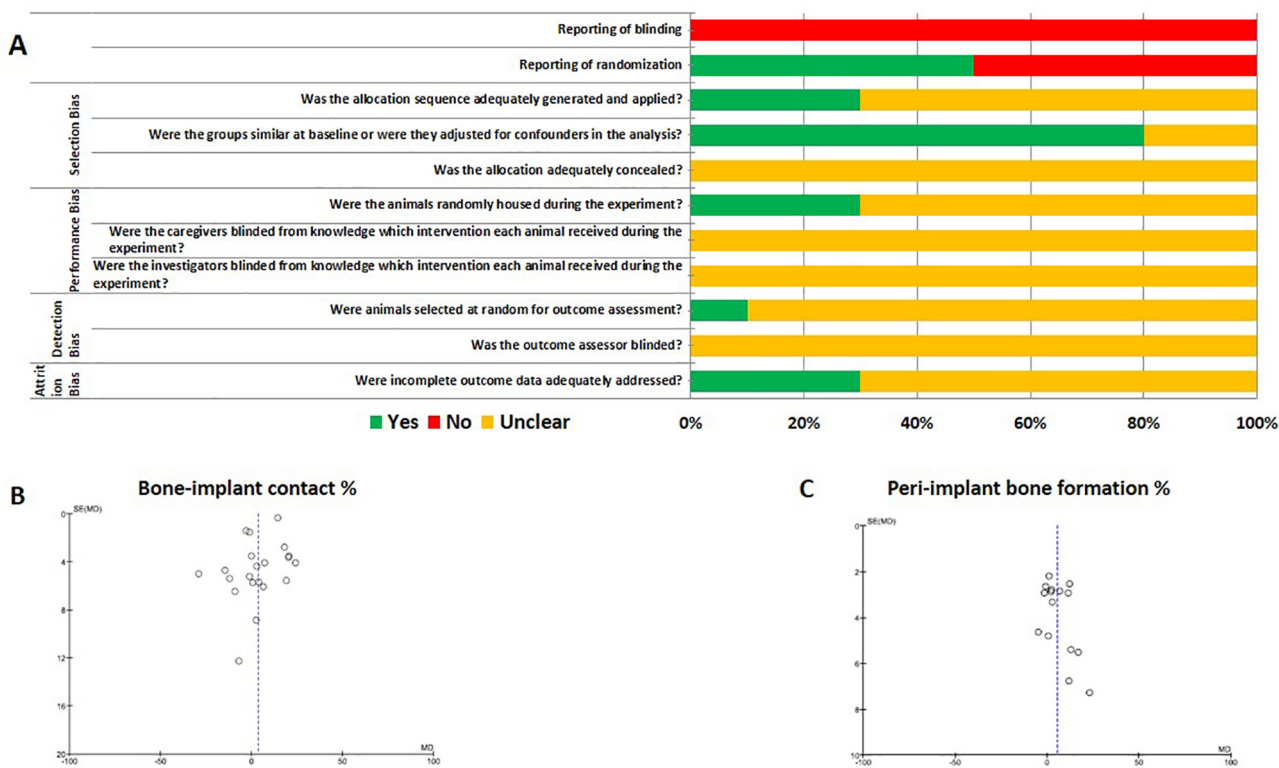 A
Reporting of blinding
Reporting of randomization
Selection Bias
Was the allocation sequence adequately generated and applied?
Were the groups similar at baseline or were they adjusted for confounders in the analysis?
Was the allocation adequately concealed?
Performance Bias
Were the animals randomly housed during the experiment?
Were the caregivers blinded from knowledge which intervention each animal received during the
experiment?
Were the investigators blinded from knowledge which intervention each animal received during the
experiment?
Detection
Bias
Were animals selected at random for outcome assessment?
Was the outcome assessor blinded?
Attrit
ion
Bias
Were incomplete outcome data adequately addressed?
Yes No Unclear
0% 20% 40% 60% 80% 100%
B
Bone-implant contact %
SE(MD)
0
4
8
12
16
20
-100 -50 0 50 100
MD
C
Peri-implant bone formation %
SE(MD)
0
2
4
6
8
10
-100 -50 0 50 100
MD